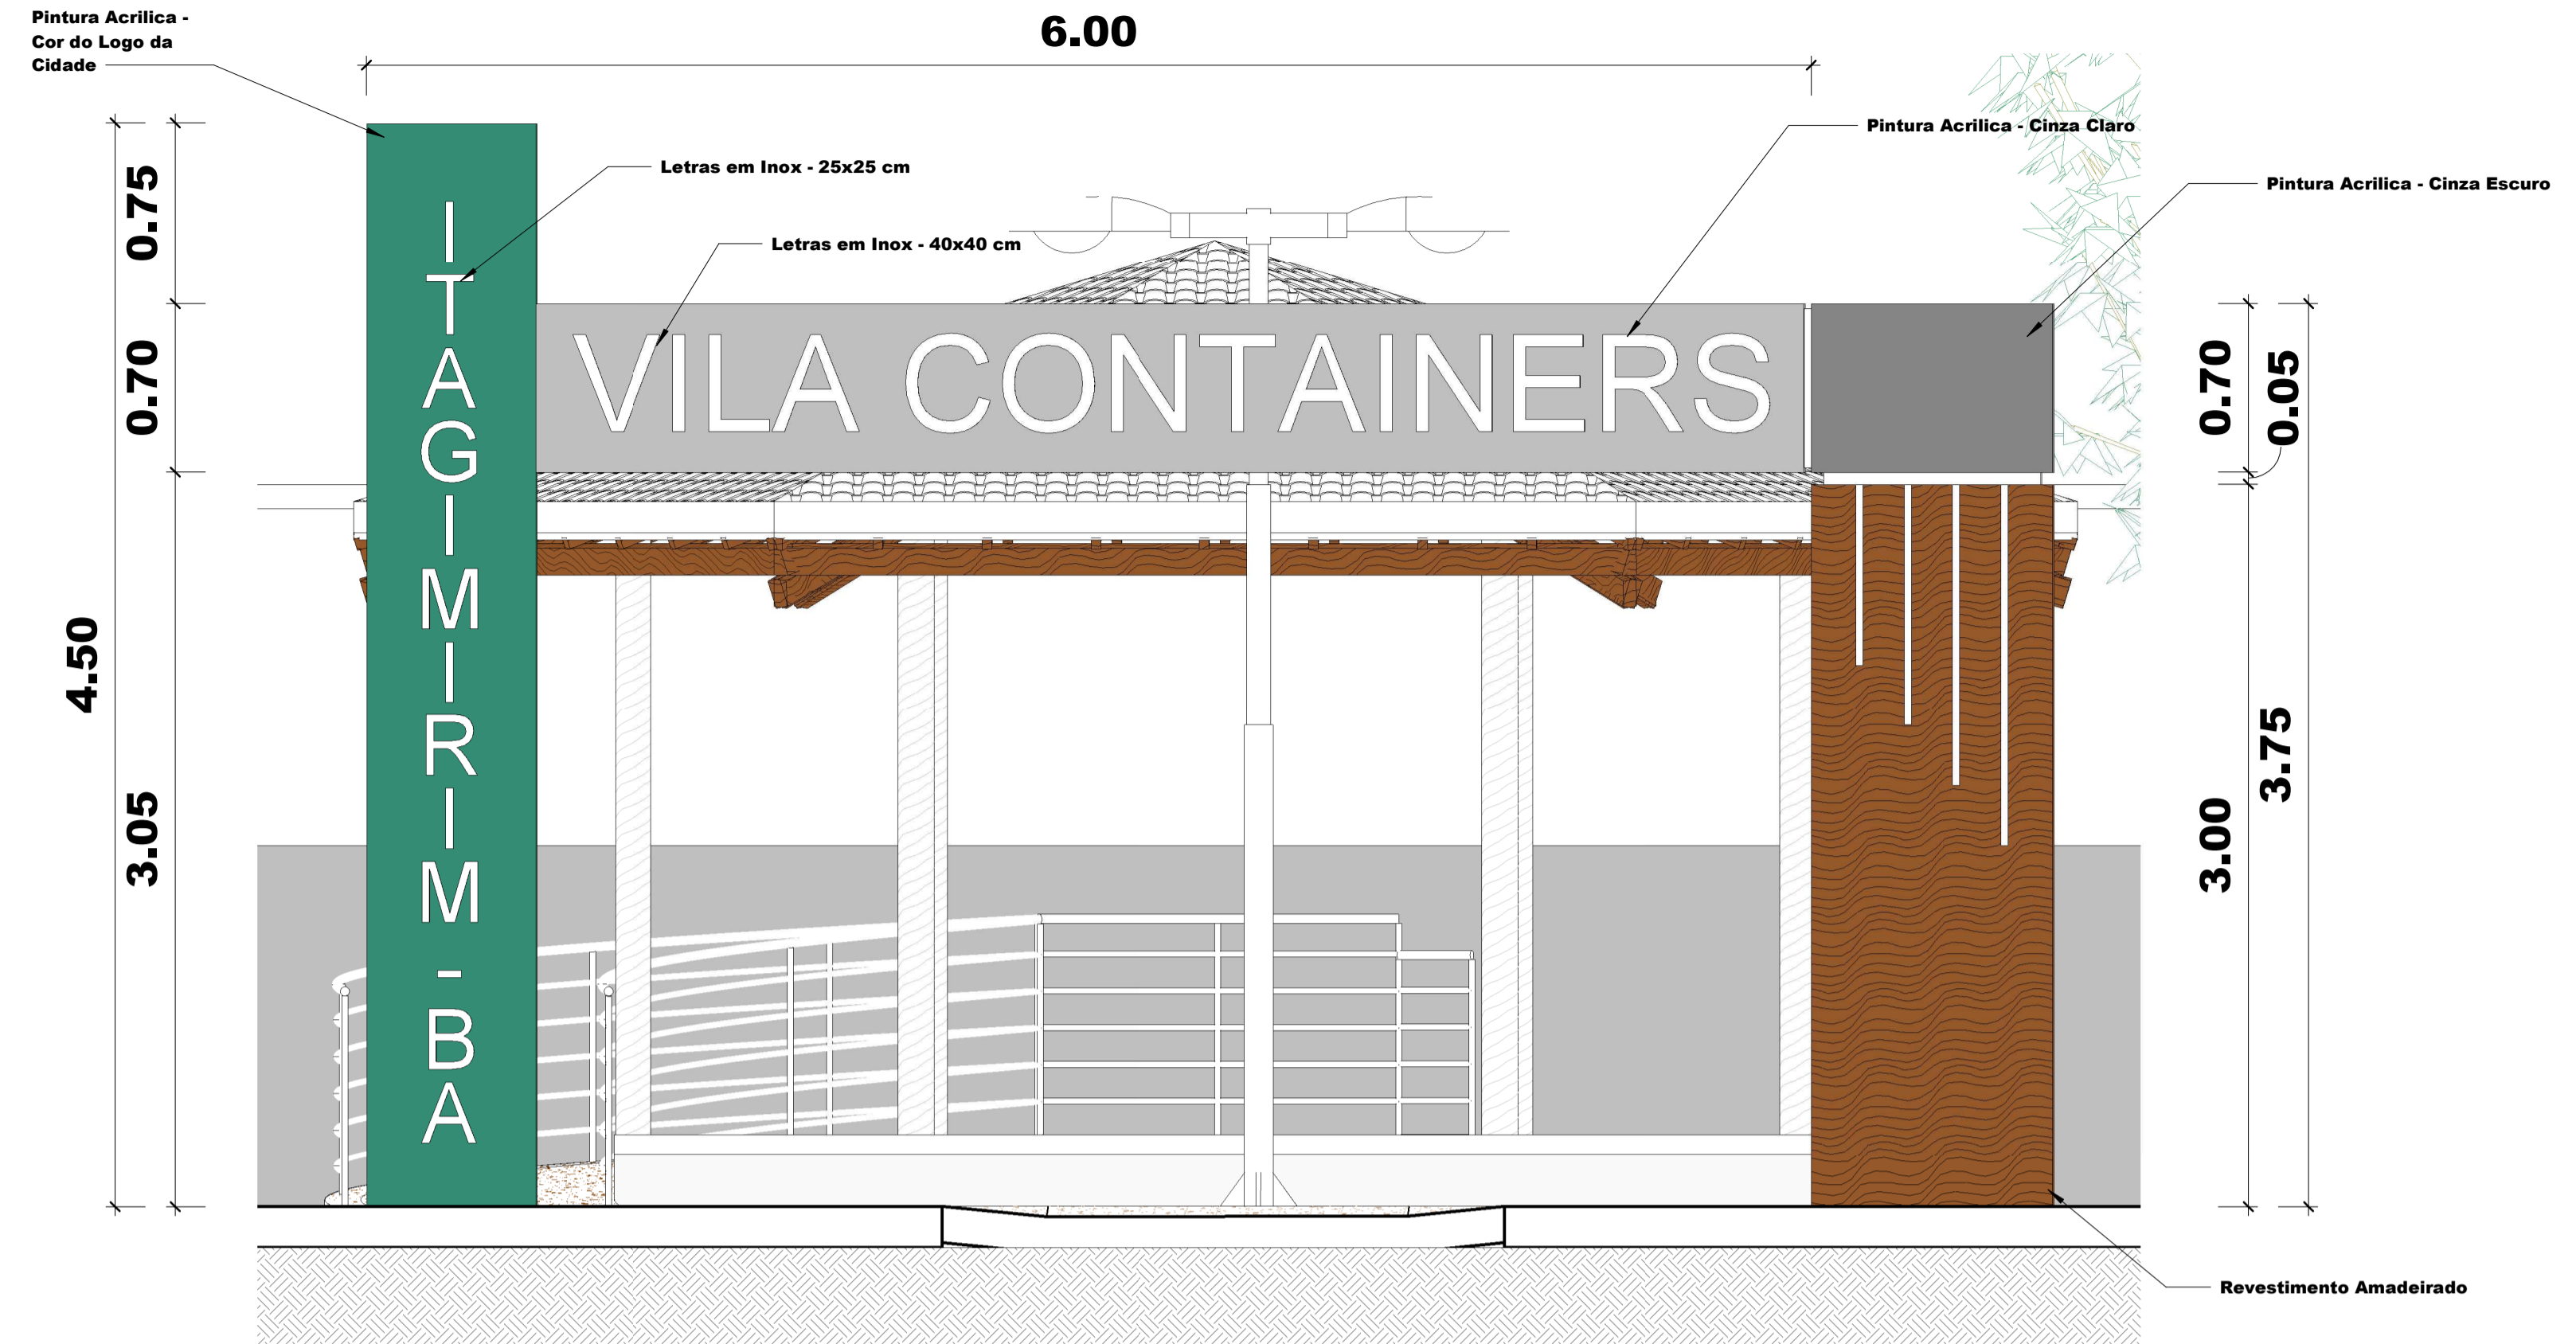 Pintura Acrilica -
Cor do Logo da
Cidade
6.00
Pintura Acrilica - Cinza Claro
Letras em Inox - 25x25 cm
Pintura Acrilica - Cinza Escuro
Letras em Inox - 40x40 cm
0.75
0.70
4.50
3.05
ITAGIMIRIM-BA
VILA CONTAINERS
0.70
0.05
3.00
3.75
Revestimento Amadeirado